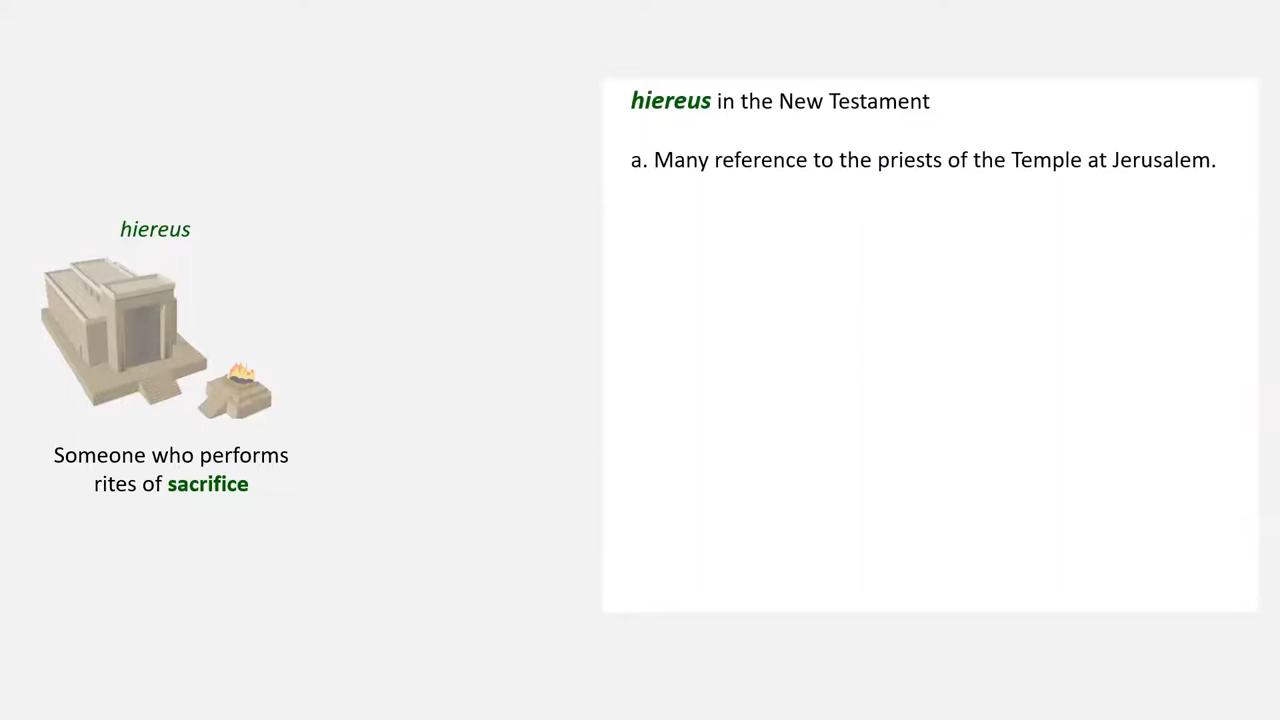 hiereus in the New Testament
a. Many reference to the priests of the Temple at Jerusalem.
hiereus
Someone who performs
rites of sacrifice